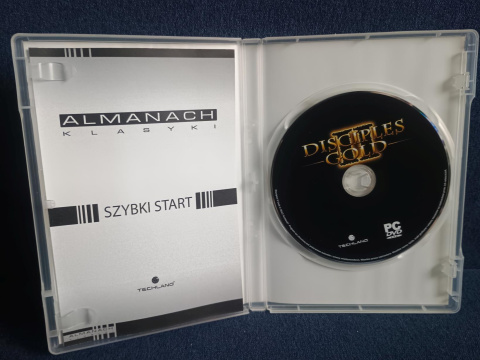 ALMANACH
KLASYKI
SZYBKI START
TECHLAND
DISCIPLES
II
GOLD
TECHLAND
PC
DVD